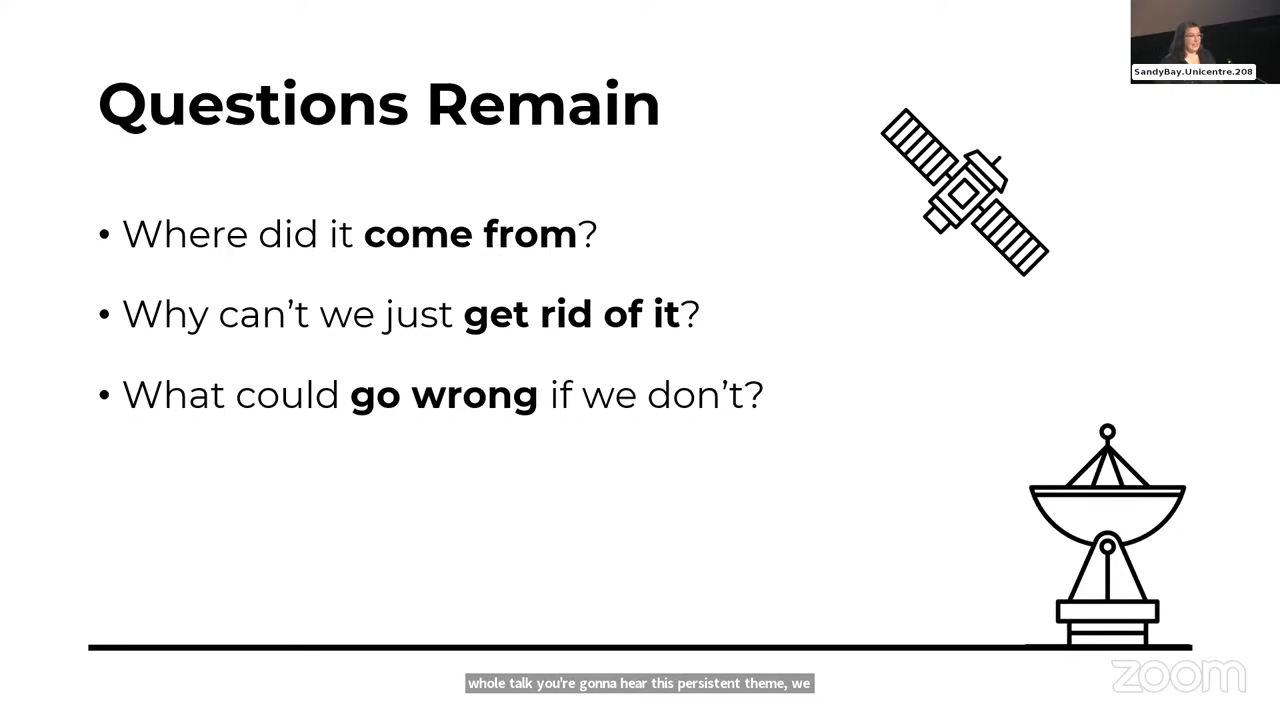 SandyBay.Unicentre.208
Questions Remain
• Where did it come from?
• Why can’t we just get rid of it?
• What could go wrong if we don’t?
whole talk you're gonna hear this persistent theme, we
zoom